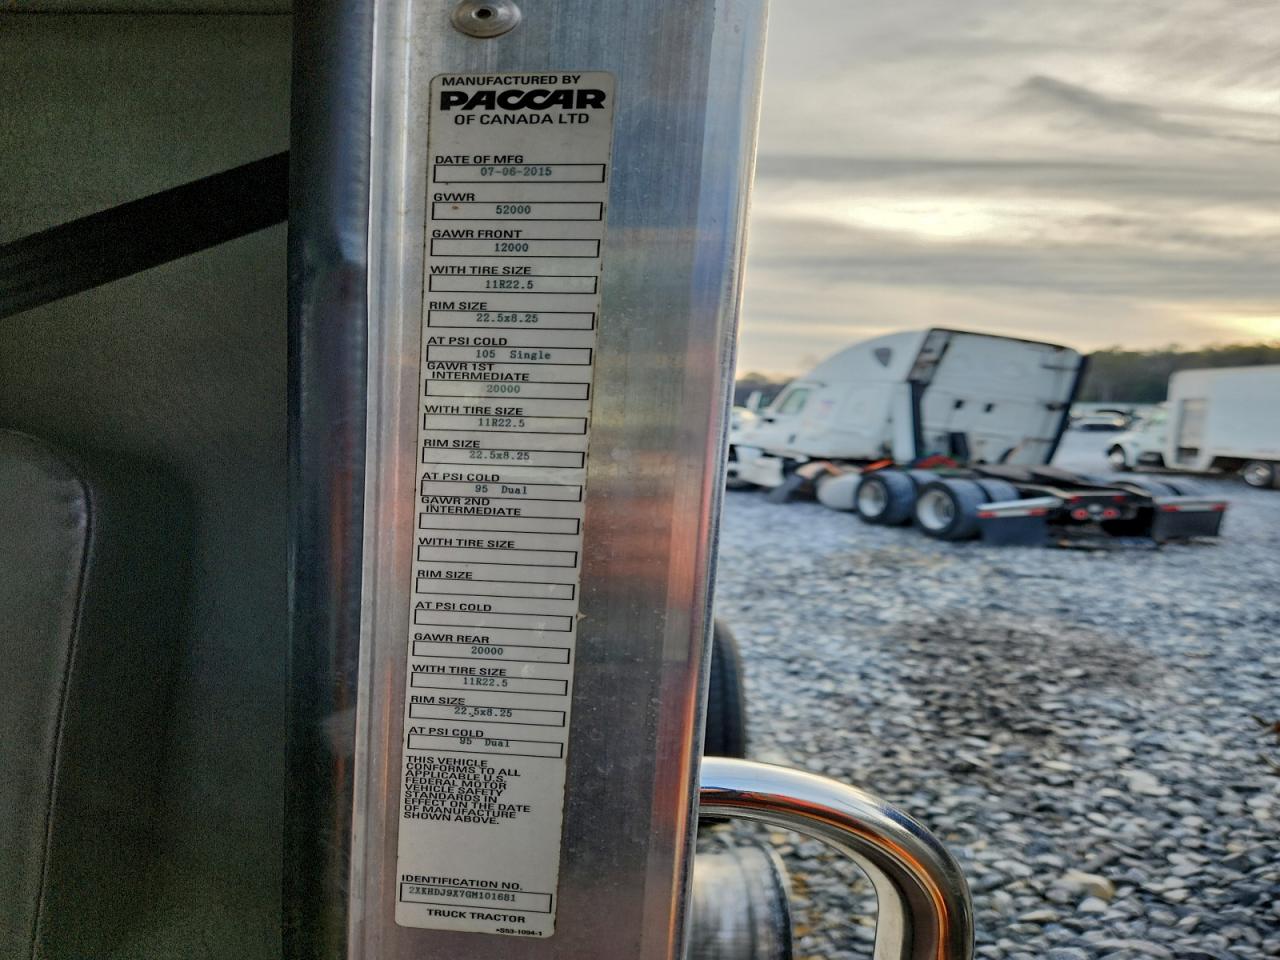 MANUFACTURED BY
PACCAR
OF CANADA LTD
DATE OF MFG
07-06-2015
GVWR
52000
GAWR FRONT
12000
WITH TIRE SIZE
11R22.5
RIM SIZE
22.5x8.25
AT PSI COLD
105 Single
GAWR 1ST
INTERMEDIATE
20000
WITH TIRE SIZE
11R22.5
RIM SIZE
22.5x8.25
AT PSI COLD
95 Dual
GAWR 2ND
INTERMEDIATE
WITH TIRE SIZE
RIM SIZE
AT PSI COLD
GAWR REAR
20000
WITH TIRE SIZE
11R22.5
RIM SIZE
22.5x8.25
AT PSI COLD
95 Dual
THIS VEHICLE
CONFORMS TO ALL
APPLICABLE U.S.
FEDERAL MOTOR
VEHICLE SAFETY
STANDARDS IN
EFFECT ON THE DATE
OF MANUFACTURE
SHOWN ABOVE.
IDENTIFICATION NO.
2XKHDJ9X7GM101681
TRUCK TRACTOR
*S53-1094-1